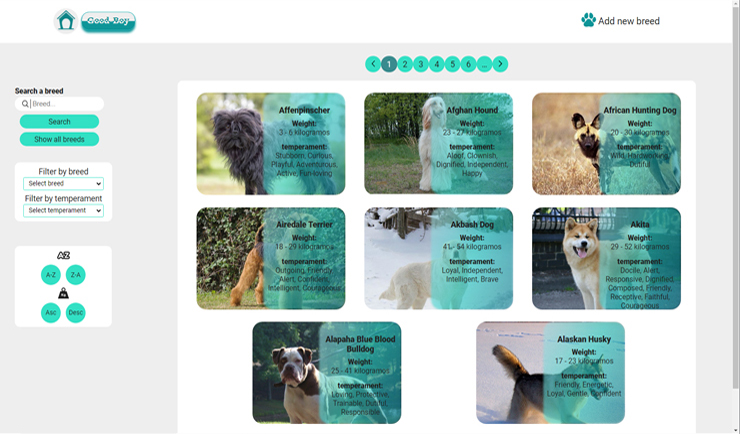 Good Boy
Add new breed
1 2 3 4 5 6 ...
Search a breed
Breed...
Search
Show all breeds
Filter by breed
Select breed
Filter by temperament
Select temperament
A-Z
Z-A
Kg
Asc
Desc
Affenpinscher
Weight:
3 - 6 kilogramos
temperament:
Stubborn, Curious,
Playful, Adventurous,
Active, Fun-loving
Afghan Hound
Weight:
23 - 27 kilogramos
temperament:
Aloof, Clownish,
Dignified, Independent,
Happy
African Hunting Dog
Weight:
20 - 30 kilogramos
temperament:
Wild, Hardworking,
Dutiful
Airedale Terrier
Weight:
18 - 29 kilogramos
temperament:
Outgoing, Friendly,
Alert, Confident,
Intelligent, Courageous
Akbash Dog
Weight:
41 - 54 kilogramos
temperament:
Loyal, Independent,
Intelligent, Brave
Akita
Weight:
29 - 52 kilogramos
temperament:
Docile, Alert,
Responsive, Dignified
Composed, Friendly,
Receptive, Faithful,
Courageous
Alapaha Blue Blood
Bulldog
Weight:
25 - 41 kilogramos
temperament:
Loving, Protective,
Trainable, Dutiful,
Responsible
Alaskan Husky
Weight:
17 - 23 kilogramos
temperament:
Friendly, Energetic,
Loyal, Gentle, Confident